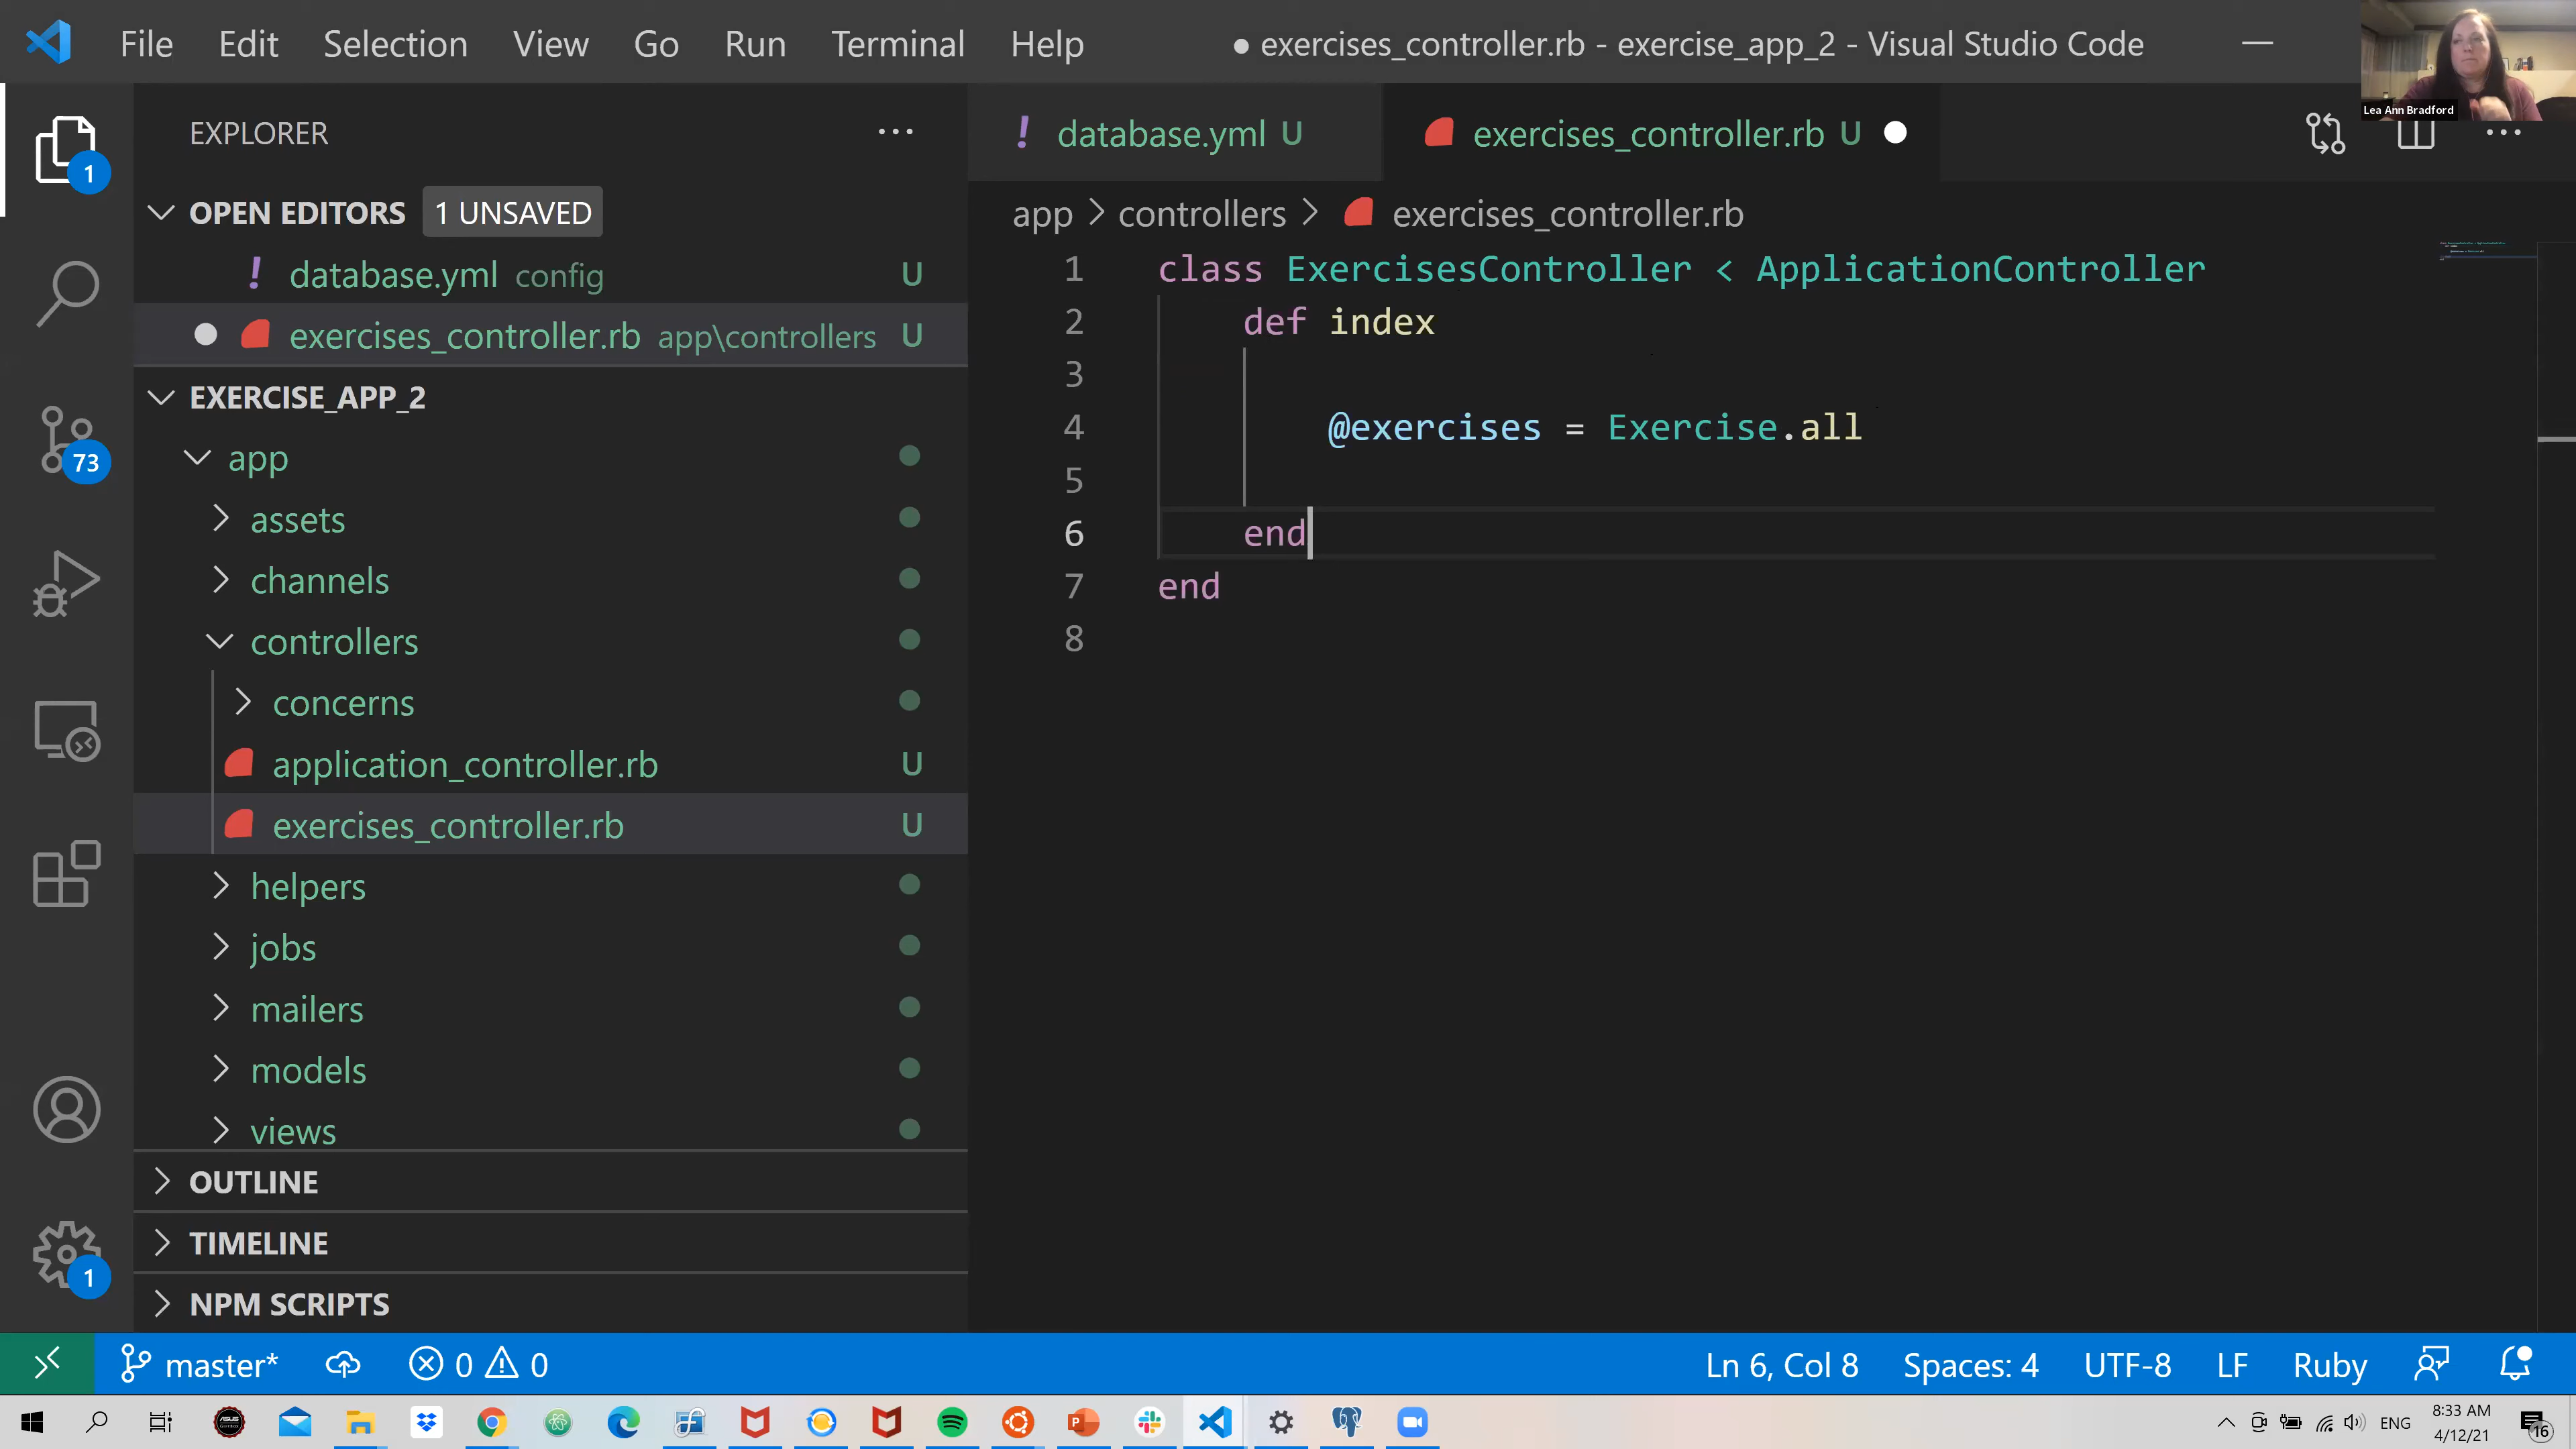 File Edit Selection View Go Run Terminal Help ● exercises_controller.rb - exercise_app_2 - Visual Studio Code
Lea Ann Bradford
1
EXPLORER ...
! database.yml U exercises_controller.rb U
OPEN EDITORS 1 UNSAVED
! database.yml config U
exercises_controller.rb app\controllers U
73
EXERCISE_APP_2
app
assets
channels
controllers
concerns
application_controller.rb U
exercises_controller.rb U
helpers
jobs
mailers
models
views
OUTLINE
TIMELINE
1
NPM SCRIPTS
app > controllers > exercises_controller.rb
1 class ExercisesController < ApplicationController
2 def index
3
4 @exercises = Exercise.all
5
6 end
7 end
8
master* 0 0 Ln 6, Col 8 Spaces: 4 UTF-8 LF Ruby
ENG 8:33 AM
4/12/21
16